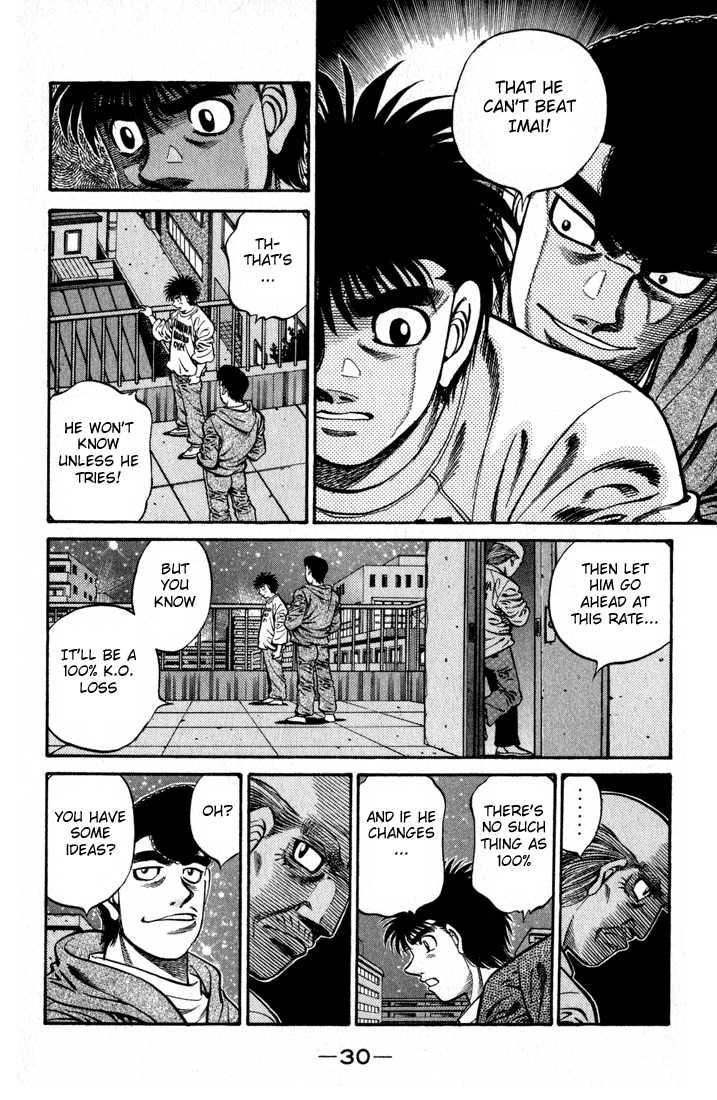 THAT HE
CAN'T BEAT
IMAI!
TH-
THAT'S
...
HE WON'T
KNOW
UNLESS HE
TRIES!
THEN LET
HIM GO
AHEAD AT
THIS RATE...
BUT
YOU
KNOW
IT'LL BE A
100% K.O.
LOSS
......
THERE'S
NO SUCH
THING AS
100%
AND IF HE
CHANGES
...
OH?
YOU HAVE
SOME
IDEAS?
—30—